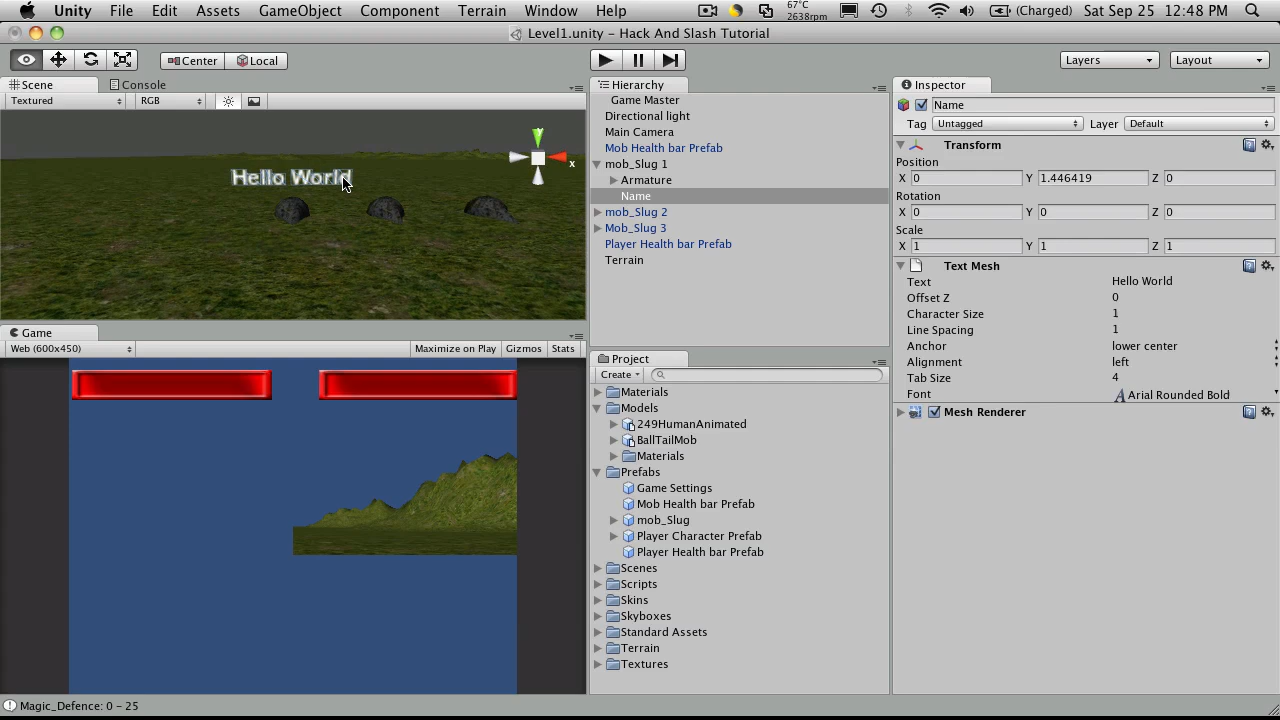 Unity File Edit Assets GameObject Component Terrain Window Help 67°C 2638rpm (Charged) Sat Sep 25 12:48 PM
Level1.unity - Hack And Slash Tutorial
Center Local Layers Layout
Scene Console
Textured RGB
Hello World
x
Game
Web (600x450) Maximize on Play Gizmos Stats
Hierarchy
Game Master
Directional light
Main Camera
Mob Health bar Prefab
mob_Slug 1
Armature
Name
mob_Slug 2
Mob_Slug 3
Player Health bar Prefab
Terrain
Project
Create
Materials
Models
249HumanAnimated
BallTailMob
Materials
Prefabs
Game Settings
Mob Health bar Prefab
mob_Slug
Player Character Prefab
Player Health bar Prefab
Scenes
Scripts
Skins
Skyboxes
Standard Assets
Terrain
Textures
Inspector
Name
Tag Untagged Layer Default
Transform
Position
X 0 Y 1.446419 Z 0
Rotation
X 0 Y 0 Z 0
Scale
X 1 Y 1 Z 1
Text Mesh
Text Hello World
Offset Z 0
Character Size 1
Line Spacing 1
Anchor lower center
Alignment left
Tab Size 4
Font Arial Rounded Bold
Mesh Renderer
Magic_Defence: 0 - 25